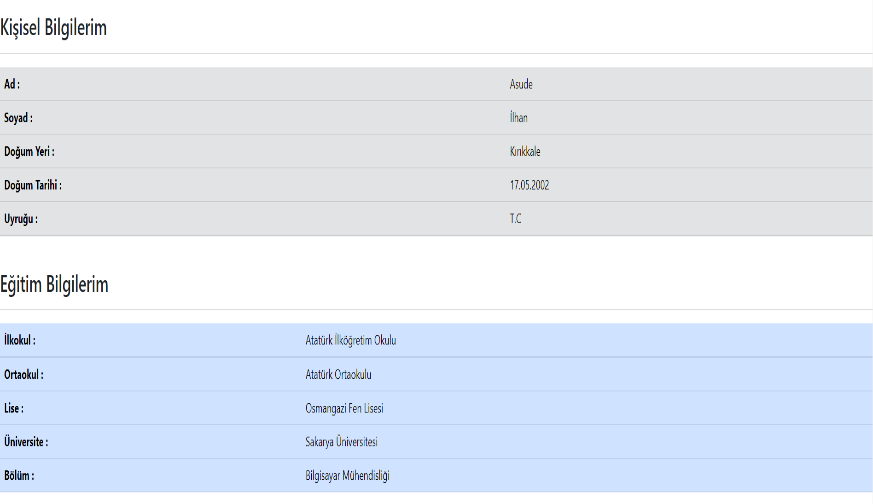 Kişisel Bilgilerim
Ad : Asude
Soyad : İlhan
Doğum Yeri : Kırıkkale
Doğum Tarihi : 17.05.2002
Uyruğu : T.C
Eğitim Bilgilerim
İlkokul : Atatürk İlköğretim Okulu
Ortaokul : Atatürk Ortaokulu
Lise : Osmangazi Fen Lisesi
Üniversite : Sakarya Üniversitesi
Bölüm : Bilgisayar Mühendisliği